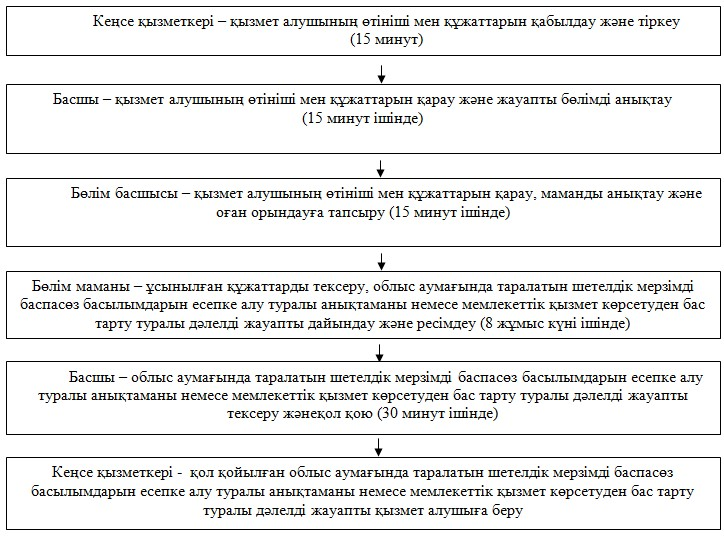 Кеңсе қызметкері – қызмет алушының өтініші мен құжаттарын қабылдау және тіркеу
(15 минут)
Басшы – қызмет алушының өтініші мен құжаттарын қарау және жауапты бөлімді анықтау
(15 минут ішінде)
Бөлім басшысы – қызмет алушының өтініші мен құжаттарын қарау, маманды анықтау және
оған орындауға тапсыру (15 минут ішінде)
Бөлім маманы – ұсынылған құжаттарды тексеру, облыс аумағында таралатын шетелдік мерзімді
баспасөз басылымдарын есепке алу туралы анықтаманы немесе мемлекеттік қызмет көрсетуден бас
тарту туралы дәлелді жауапты дайындау және ресімдеу (8 жұмыс күні ішінде)
Басшы – облыс аумағында таралатын шетелдік мерзімді баспасөз басылымдарын есепке алу
туралы анықтаманы немесе мемлекеттік қызмет көрсетуден бас тарту туралы дәлелді жауапты
тексеру жәнеқол қою (30 минут ішінде)
Кеңсе қызметкері - қол қойылған облыс аумағында таралатын шетелдік мерзімді баспасөз
басылымдарын есепке алу туралы анықтаманы немесе мемлекеттік қызмет көрсетуден бас тарту
туралы дәлелді жауапты қызмет алушыға беру